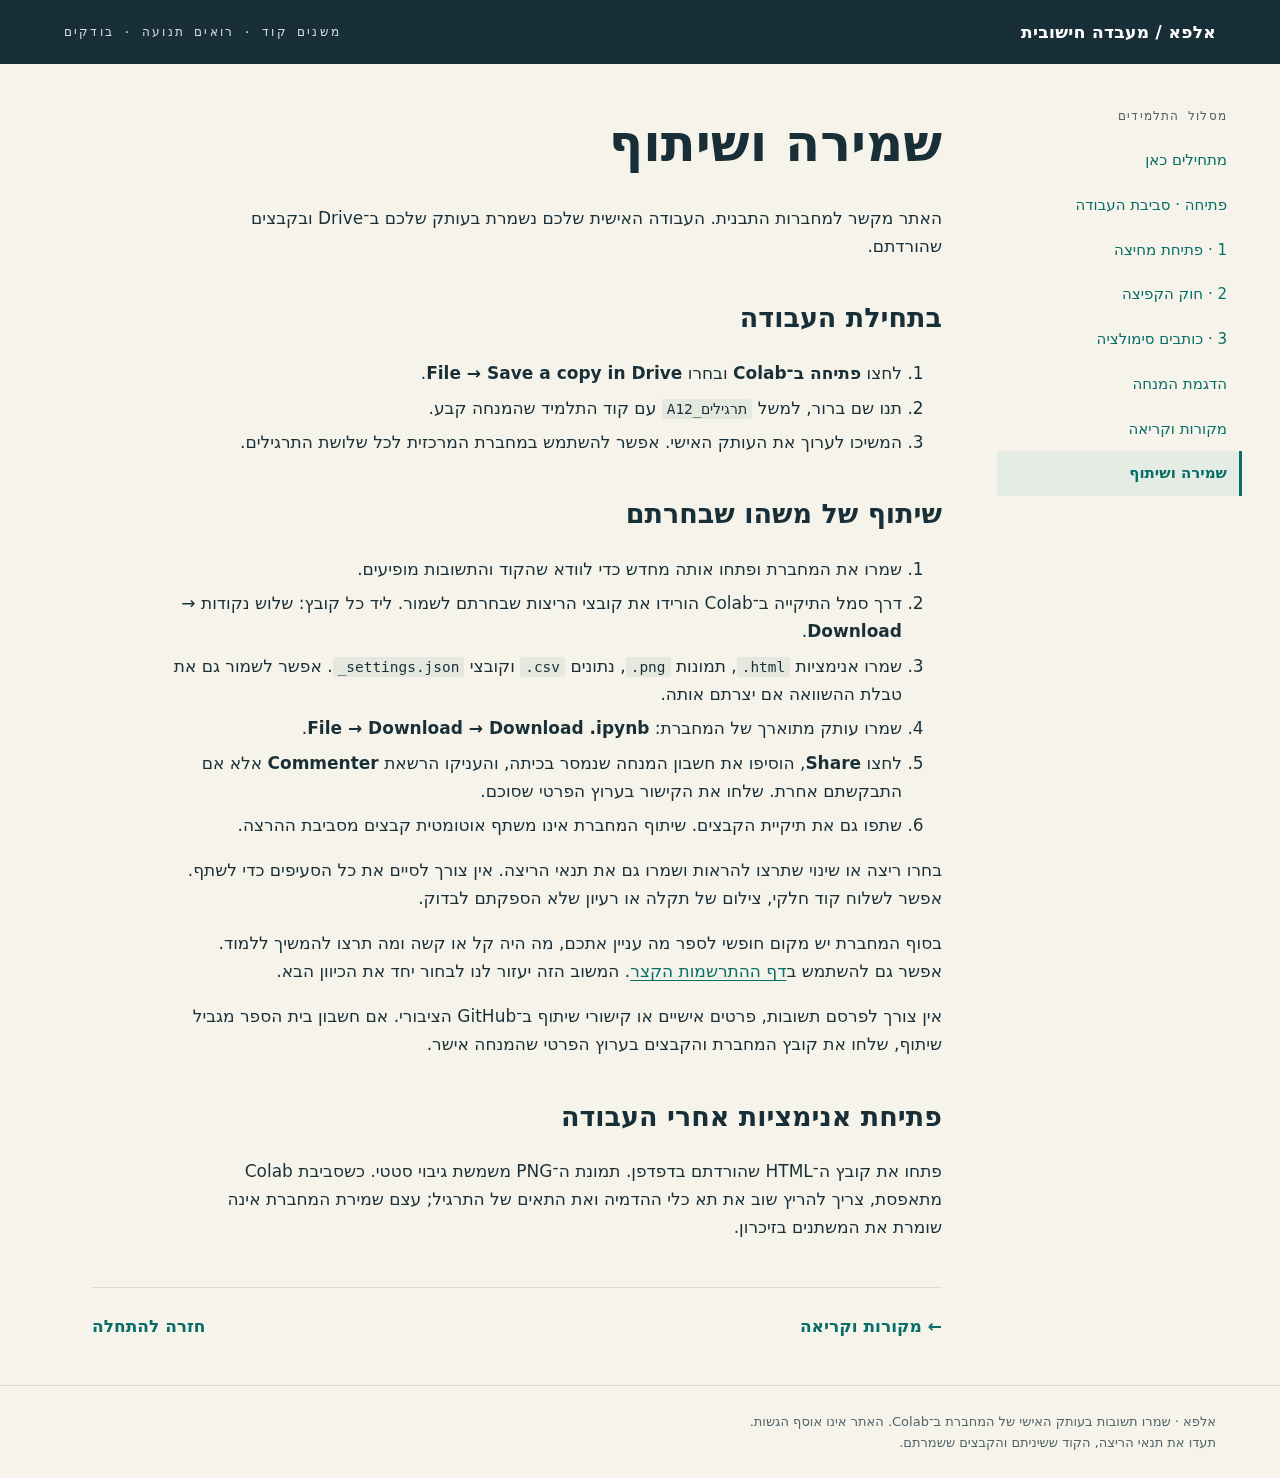 אלפא / מעבדה חישובית
משנים קוד · רואים תנועה · בודקים
מסלול התלמידים
מתחילים כאן
פתיחה · סביבת העבודה
1 · פתיחת מחיצה
2 · חוק הקפיצה
3 · כותבים סימולציה
הדגמת המנחה
מקורות וקריאה
שמירה ושיתוף
שמירה ושיתוף
האתר מקשר למחברות התבנית. העבודה האישית שלכם נשמרת בעותק שלכם ב־Drive ובקבצים
שהורדתם.
בתחילת העבודה
1. לחצו פתיחה ב־Colab ובחרו File → Save a copy in Drive.
2. תנו שם ברור, למשל תרגילים_A12 עם קוד התלמיד שהמנחה קבע.
3. המשיכו לערוך את העותק האישי. אפשר להשתמש במחברת המרכזית לכל שלושת התרגילים.
שיתוף של משהו שבחרתם
1. שמרו את המחברת ופתחו אותה מחדש כדי לוודא שהקוד והתשובות מופיעים.
2. דרך סמל התיקייה ב־Colab הורידו את קובצי הריצות שבחרתם לשמור. ליד כל קובץ: שלוש נקודות →
Download.
3. שמרו אנימציות .html, תמונות .png, נתונים .csv וקובצי _settings.json. אפשר לשמור גם את
טבלת ההשוואה אם יצרתם אותה.
4. שמרו עותק מתוארך של המחברת: File → Download → Download .ipynb.
5. לחצו Share, הוסיפו את חשבון המנחה שנמסר בכיתה, והעניקו הרשאת Commenter אלא אם
התבקשתם אחרת. שלחו את הקישור בערוץ הפרטי שסוכם.
6. שתפו גם את תיקיית הקבצים. שיתוף המחברת אינו משתף אוטומטית קבצים מסביבת ההרצה.
בחרו ריצה או שינוי שתרצו להראות ושמרו גם את תנאי הריצה. אין צורך לסיים את כל הסעיפים כדי לשתף.
אפשר לשלוח קוד חלקי, צילום של תקלה או רעיון שלא הספקתם לבדוק.
בסוף המחברת יש מקום חופשי לספר מה עניין אתכם, מה היה קל או קשה ומה תרצו להמשיך ללמוד.
אפשר גם להשתמש בדף ההתרשמות הקצר. המשוב הזה יעזור לנו לבחור יחד את הכיוון הבא.
אין צורך לפרסם תשובות, פרטים אישיים או קישורי שיתוף ב־GitHub הציבורי. אם חשבון בית הספר מגביל
שיתוף, שלחו את קובץ המחברת והקבצים בערוץ הפרטי שהמנחה אישר.
פתיחת אנימציות אחרי העבודה
פתחו את קובץ ה־HTML שהורדתם בדפדפן. תמונת ה־PNG משמשת גיבוי סטטי. כשסביבת Colab
מתאפסת, צריך להריץ שוב את תא כלי ההדמיה ואת התאים של התרגיל; עצם שמירת המחברת אינה
שומרת את המשתנים בזיכרון.
← מקורות וקריאה
חזרה להתחלה
אלפא · שמרו תשובות בעותק האישי של המחברת ב־Colab. האתר אינו אוסף הגשות.
תעדו את תנאי הריצה, הקוד ששיניתם והקבצים ששמרתם.